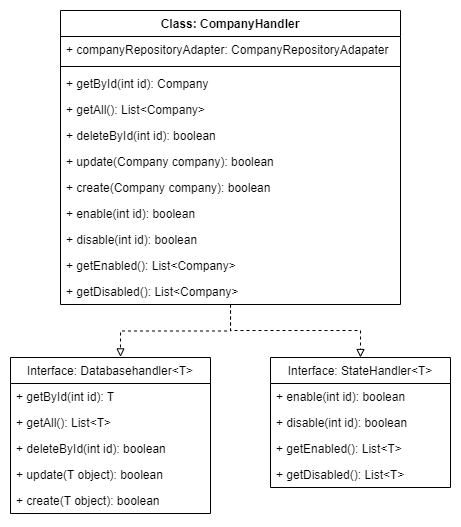 Class: CompanyHandler
+ companyRepositoryAdapter: CompanyRepositoryAdapater
+ getById(int id): Company
+ getAll(): List<Company>
+ deleteById(int id): boolean
+ update(Company company): boolean
+ create(Company company): boolean
+ enable(int id): boolean
+ disable(int id): boolean
+ getEnabled(): List<Company>
+ getDisabled(): List<Company>
Interface: Databasehandler<T>
+ getById(int id): T
+ getAll(): List<T>
+ deleteById(int id): boolean
+ update(T object): boolean
+ create(T object): boolean
Interface: StateHandler<T>
+ enable(int id): boolean
+ disable(int id): boolean
+ getEnabled(): List<T>
+ getDisabled(): List<T>